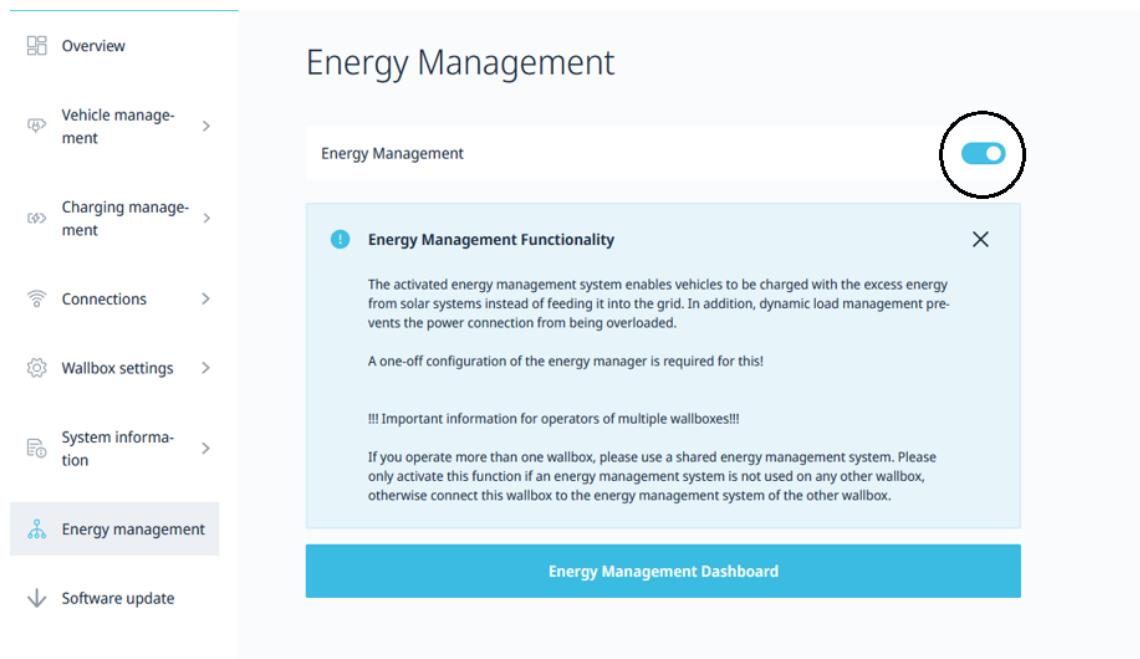 Overview
Vehicle manage-
ment
Charging manage-
ment
Connections
Wallbox settings
System informa-
tion
Energy management
Software update
Energy Management
Energy Management
Energy Management Functionality
The activated energy management system enables vehicles to be charged with the excess energy
from solar systems instead of feeding it into the grid. In addition, dynamic load management pre-
vents the power connection from being overloaded.
A one-off configuration of the energy manager is required for this!
!!! Important information for operators of multiple wallboxes!!!
If you operate more than one wallbox, please use a shared energy management system. Please
only activate this function if an energy management system is not used on any other wallbox,
otherwise connect this wallbox to the energy management system of the other wallbox.
Energy Management Dashboard